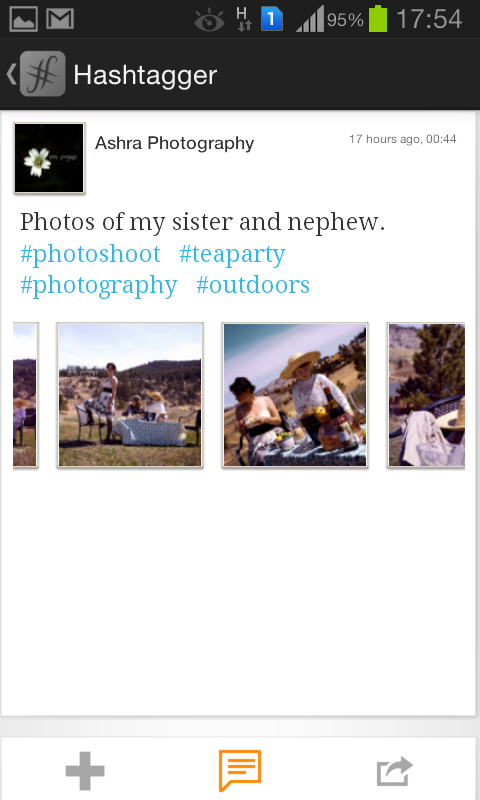 H 1 95% 17:54
Hashtagger
Ashra Photography 17 hours ago, 00:44
Photos of my sister and nephew.
#photoshoot #teaparty
#photography #outdoors